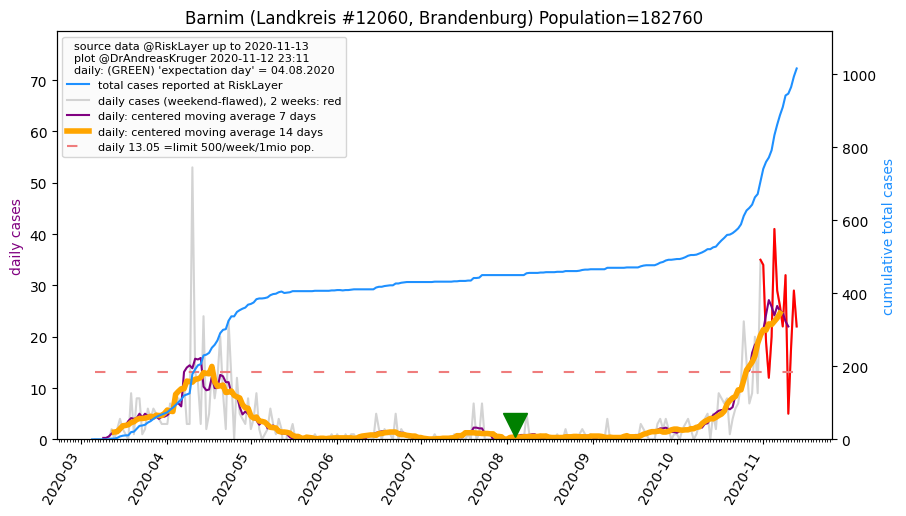 Barnim (Landkreis #12060, Brandenburg) Population=182760
source data @RiskLayer up to 2020-11-13
plot @DrAndreasKruger 2020-11-12 23:11
daily: (GREEN) 'expectation day' = 04.08.2020
total cases reported at RiskLayer
daily cases (weekend-flawed), 2 weeks: red
daily: centered moving average 7 days
daily: centered moving average 14 days
daily 13.05 =limit 500/week/1mio pop.
daily cases
70
60
50
40
30
20
10
0
cumulative total cases
1000
800
600
400
200
0
2020-03
2020-04
2020-05
2020-06
2020-07
2020-08
2020-09
2020-10
2020-11